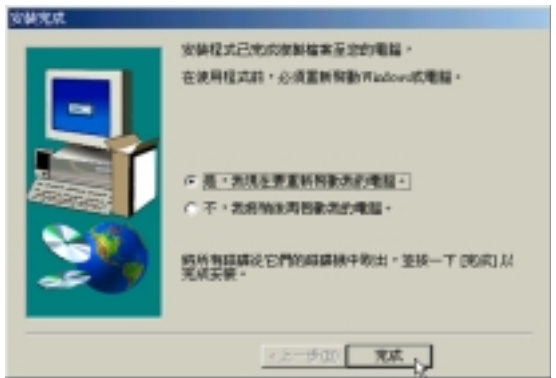 安裝完成
安裝程式已完成複製檔案至您的電腦。
在使用程式前，必須重新啟動Windows或電腦。
是，我現在要重新啟動我的電腦。
不，我將稍後再啟動我的電腦。
將所有磁碟從它們的磁碟機中取出，並按一下 [完成] 以
完成安裝。
<上一步(B)
完成